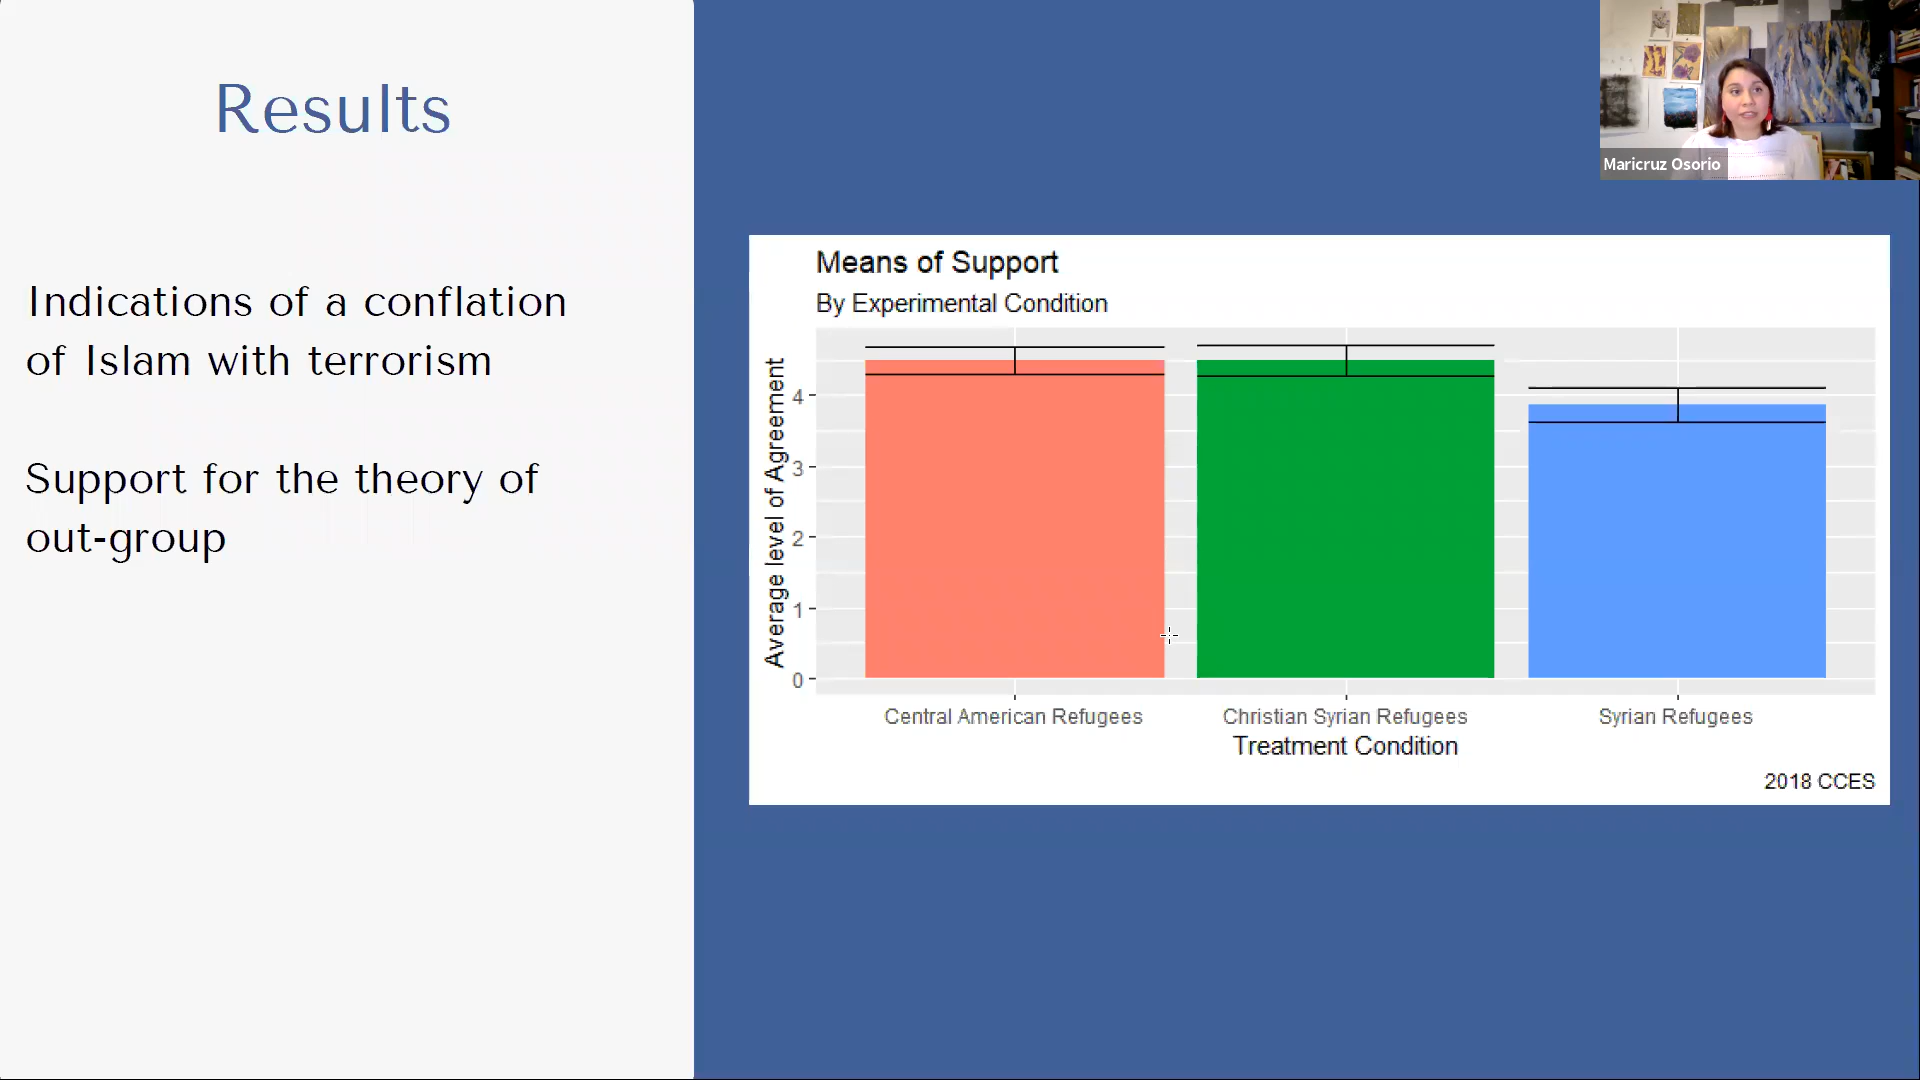 Results
Indications of a conflation
of Islam with terrorism
Support for the theory of
out-group
Maricruz Osorio
Means of Support
By Experimental Condition
Average level of Agreement
4
3
2
1
0
Central American Refugees
Christian Syrian Refugees
Syrian Refugees
Treatment Condition
2018 CCES